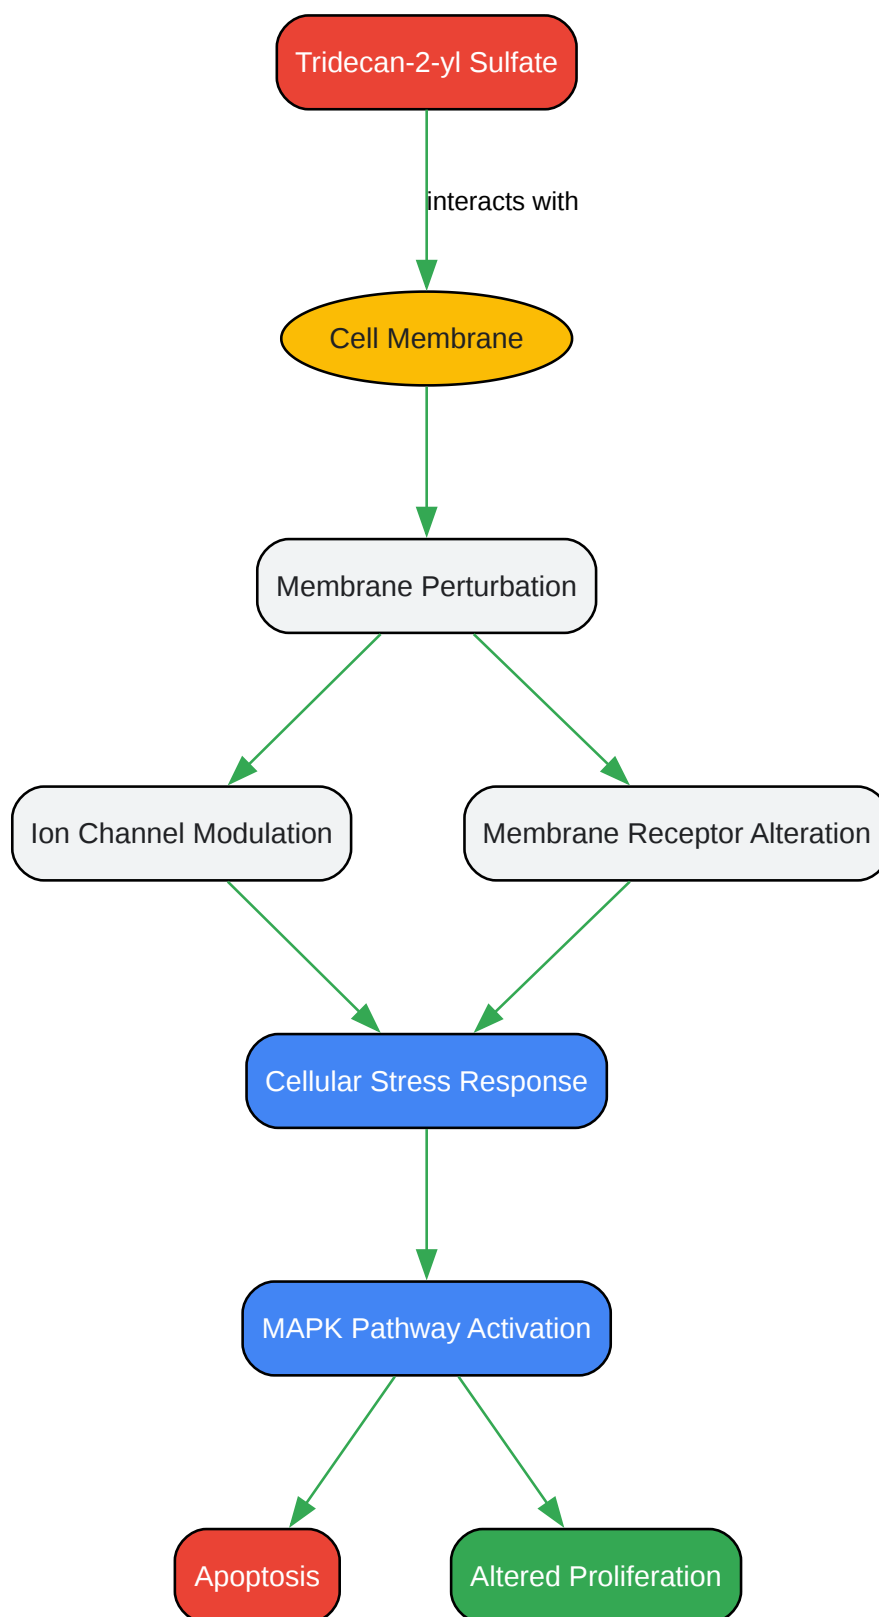 Tridecan-2-yl Sulfate
interacts with
Cell Membrane
Membrane Perturbation
Ion Channel Modulation
Membrane Receptor Alteration
Cellular Stress Response
MAPK Pathway Activation
Apoptosis
Altered Proliferation